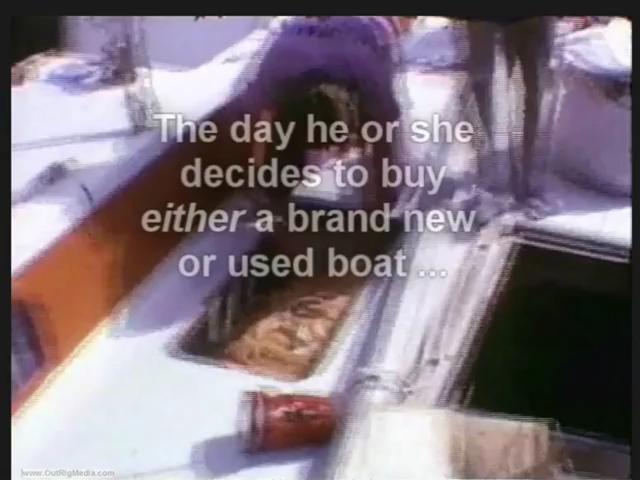 The day he or she
decides to buy
either a brand new
or used boat ...
www.OutRigMedia.com